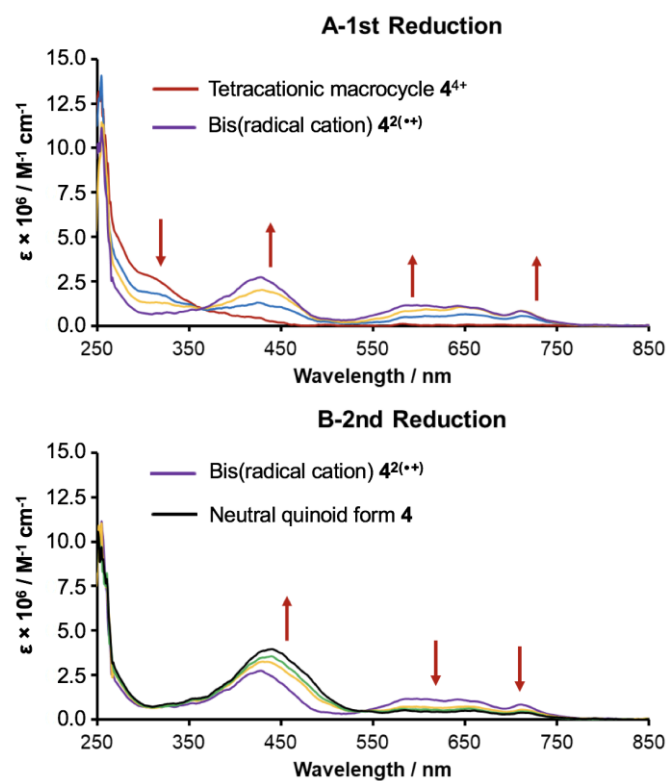 A-1st Reduction
15.0
12.5
10.0
7.5
5.0
2.5
0.0
ε × 10⁶ / M⁻¹ cm⁻¹
Tetracationic macrocycle 4⁴⁺
Bis(radical cation) 4²⁽•⁺⁾
250 350 450 550 650 750 850
Wavelength / nm
B-2nd Reduction
15.0
12.5
10.0
7.5
5.0
2.5
0.0
ε × 10⁶ / M⁻¹ cm⁻¹
Bis(radical cation) 4²⁽•⁺⁾
Neutral quinoid form 4
250 350 450 550 650 750 850
Wavelength / nm